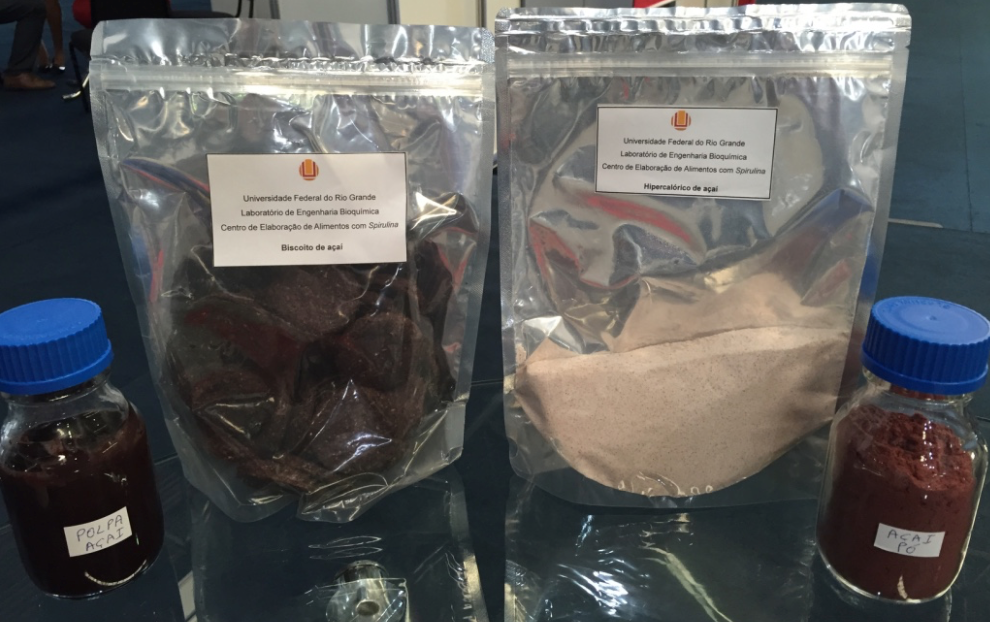 Universidade Federal do Rio Grande
Laboratório de Engenharia Bioquímica
Centro de Elaboração de Alimentos com Spirulina
Biscoito de açaí
Universidade Federal do Rio Grande
Laboratório de Engenharia Bioquímica
Centro de Elaboração de Alimentos com Spirulina
Hipercalórico de açaí
POLPA
AÇAI
AÇAI
PÓ